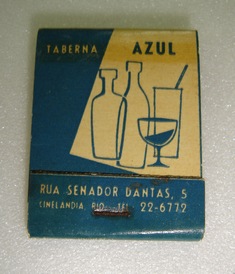 TABERNA AZUL
RUA SENADOR DANTAS, 5
CINELANDIA, RIO TEL. 22-6772